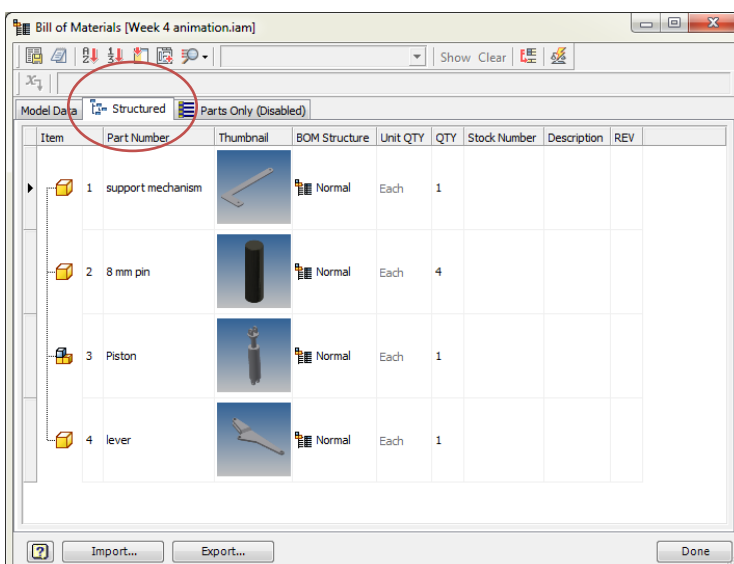 Bill of Materials [Week 4 animation.iam]
Show Clear
Model Data Structured Parts Only (Disabled)
Item Part Number Thumbnail BOM Structure Unit QTY QTY Stock Number Description REV
1 support mechanism Normal Each 1
2 8 mm pin Normal Each 4
3 Piston Normal Each 1
4 lever Normal Each 1
Import... Export... Done